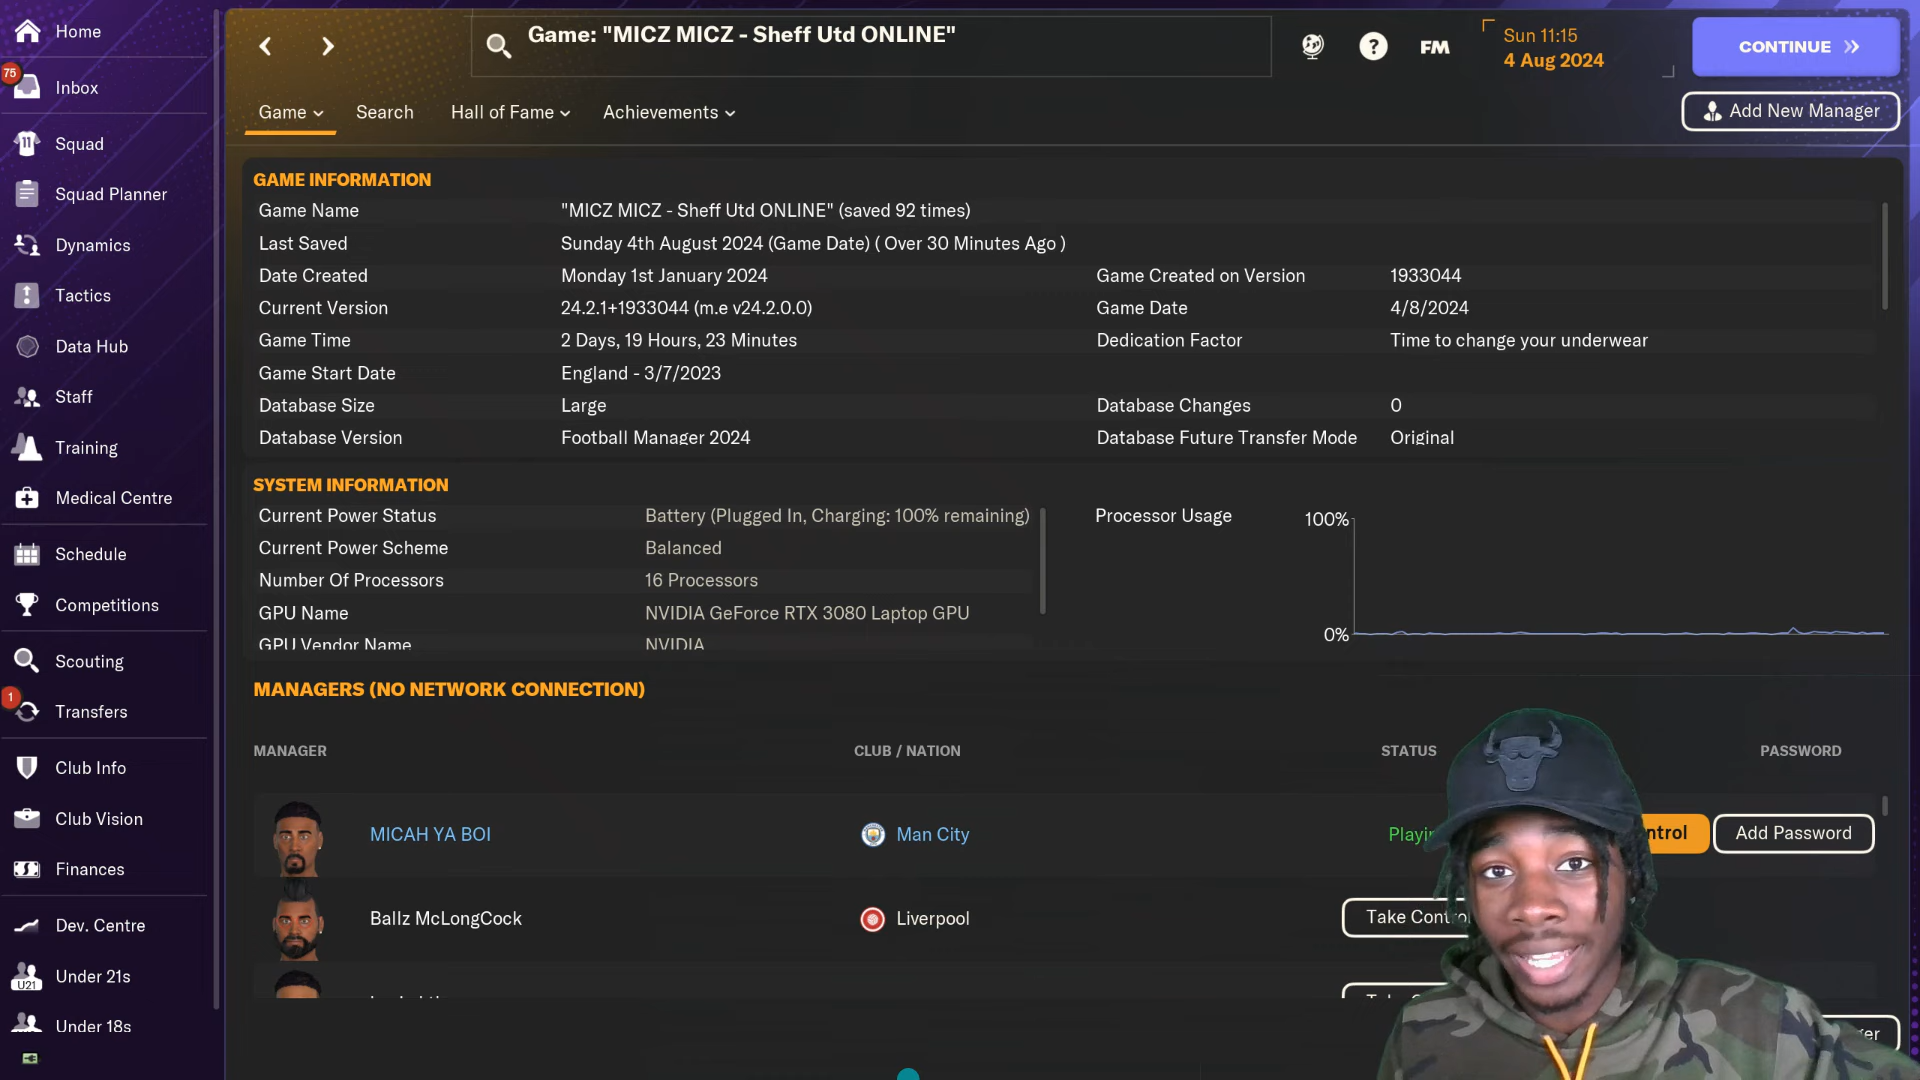 Home
75
Inbox
Squad
Squad Planner
Dynamics
Tactics
Data Hub
Staff
Training
Medical Centre
Schedule
Competitions
Scouting
1
Transfers
Club Info
Club Vision
Finances
Dev. Centre
U21
Under 21s
Under 18s
Game: "MICZ MICZ - Sheff Utd ONLINE"
?
FM
Sun 11:15
4 Aug 2024
CONTINUE
Game
Search
Hall of Fame
Achievements
Add New Manager
GAME INFORMATION
Game Name "MICZ MICZ - Sheff Utd ONLINE" (saved 92 times)
Last Saved Sunday 4th August 2024 (Game Date) ( Over 30 Minutes Ago )
Date Created Monday 1st January 2024 Game Created on Version 1933044
Current Version 24.2.1+1933044 (m.e v24.2.0.0) Game Date 4/8/2024
Game Time 2 Days, 19 Hours, 23 Minutes Dedication Factor Time to change your underwear
Game Start Date England - 3/7/2023
Database Size Large Database Changes 0
Database Version Football Manager 2024 Database Future Transfer Mode Original
SYSTEM INFORMATION
Current Power Status Battery (Plugged In, Charging: 100% remaining)
Current Power Scheme Balanced
Number Of Processors 16 Processors
GPU Name NVIDIA GeForce RTX 3080 Laptop GPU
GPU Vendor Name NVIDIA
Processor Usage
100%
0%
MANAGERS (NO NETWORK CONNECTION)
MANAGER CLUB / NATION STATUS PASSWORD
MICAH YA BOI Man City Playin ntrol Add Password
Ballz McLongCock Liverpool Take Contro